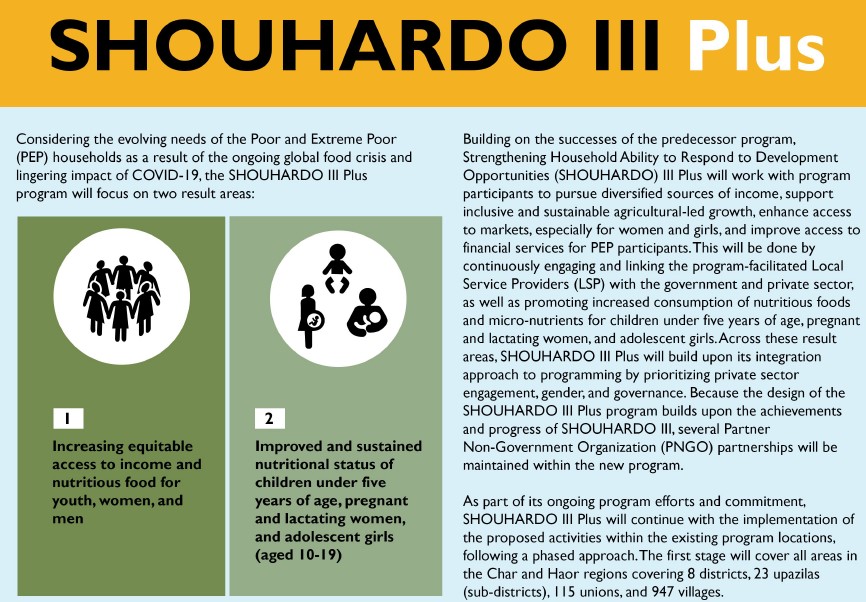 SHOUHARDO III Plus
Considering the evolving needs of the Poor and Extreme Poor
(PEP) households as a result of the ongoing global food crisis and
lingering impact of COVID-19, the SHOUHARDO III Plus
program will focus on two result areas:
1
Increasing equitable
access to income and
nutritious food for
youth, women, and
men
2
Improved and sustained
nutritional status of
children under five
years of age, pregnant
and lactating women,
and adolescent girls
(aged 10-19)
Building on the successes of the predecessor program,
Strengthening Household Ability to Respond to Development
Opportunities (SHOUHARDO) III Plus will work with program
participants to pursue diversified sources of income, support
inclusive and sustainable agricultural-led growth, enhance access
to markets, especially for women and girls, and improve access to
financial services for PEP participants. This will be done by
continuously engaging and linking the program-facilitated Local
Service Providers (LSP) with the government and private sector,
as well as promoting increased consumption of nutritious foods
and micro-nutrients for children under five years of age, pregnant
and lactating women, and adolescent girls. Across these result
areas, SHOUHARDO III Plus will build upon its integration
approach to programming by prioritizing private sector
engagement, gender, and governance. Because the design of the
SHOUHARDO III Plus program builds upon the achievements
and progress of SHOUHARDO III, several Partner
Non-Government Organization (PNGO) partnerships will be
maintained within the new program.
As part of its ongoing program efforts and commitment,
SHOUHARDO III Plus will continue with the implementation of
the proposed activities within the existing program locations,
following a phased approach. The first stage will cover all areas in
the Char and Haor regions covering 8 districts, 23 upazilas
(sub-districts), 115 unions, and 947 villages.